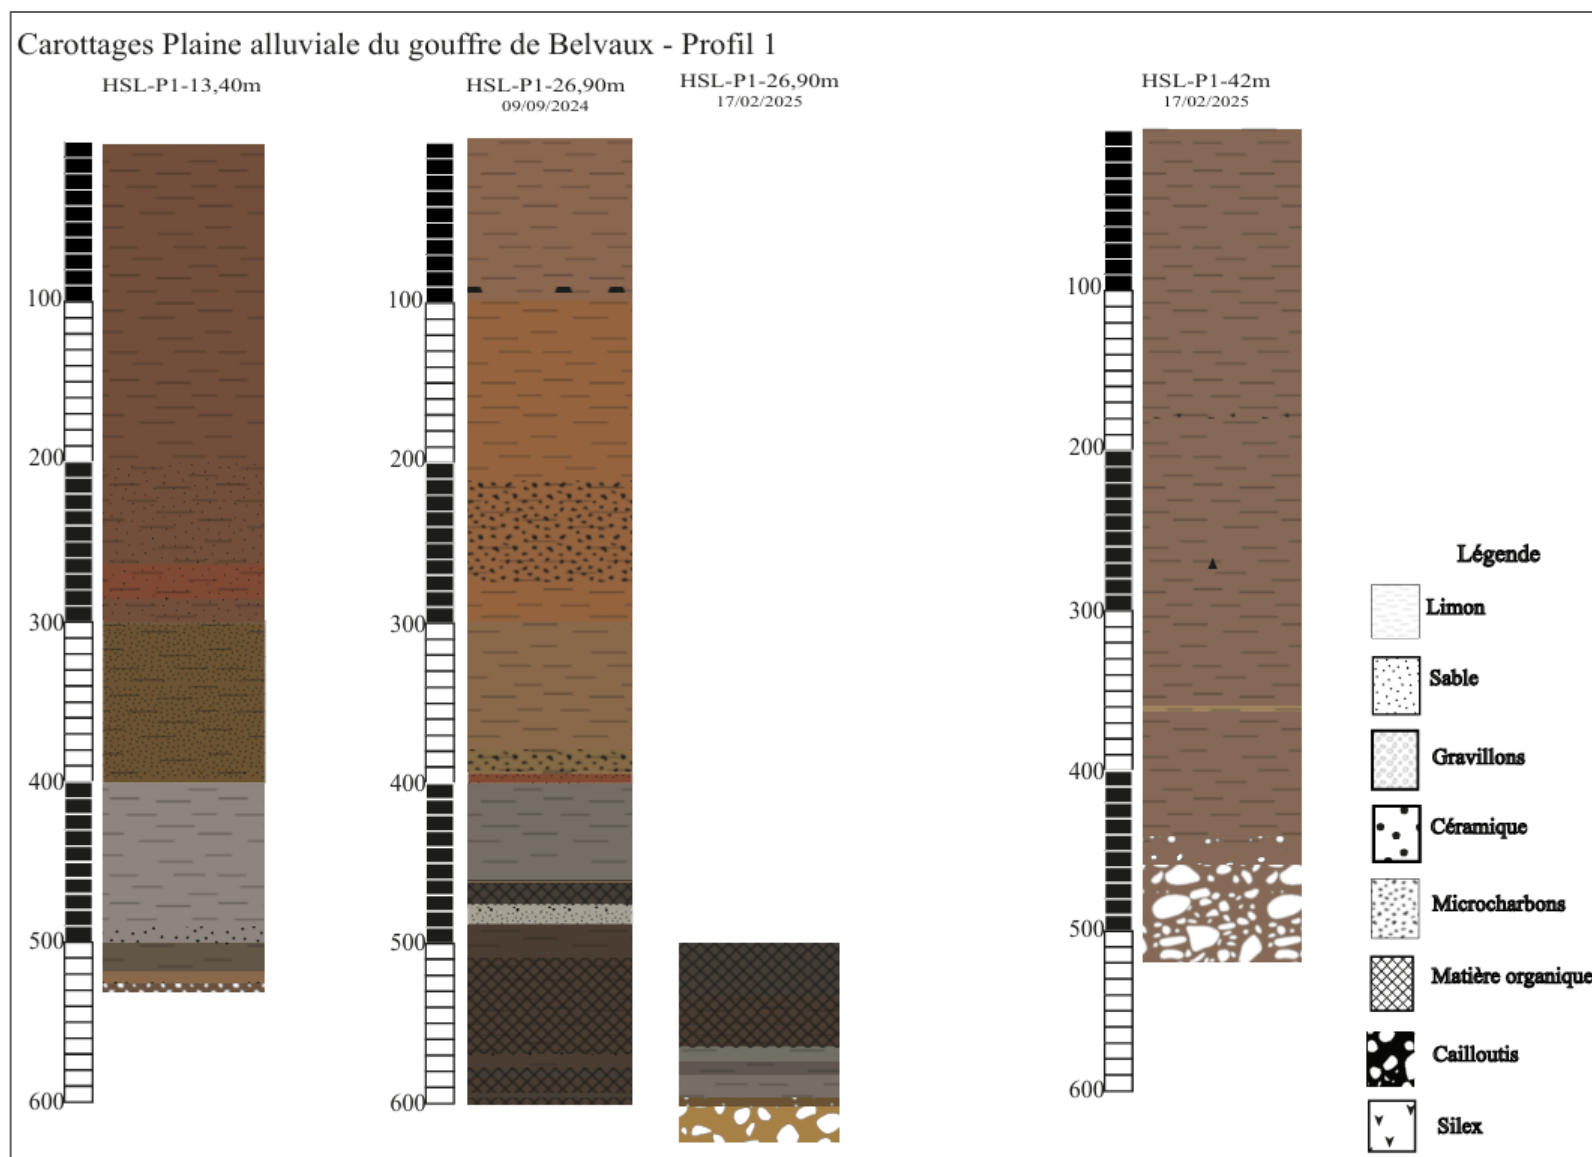 Carottages Plaine alluviale du gouffre de Belvaux - Profil 1
HSL-P1-13,40m
HSL-P1-26,90m
09/09/2024
HSL-P1-26,90m
17/02/2025
HSL-P1-42m
17/02/2025
100
200
300
400
500
600
100
200
300
400
500
600
100
200
300
400
500
600
Légende
Limon
Sable
Gravillons
Céramique
Microcharbons
Matière organique
Cailloutis
Silex